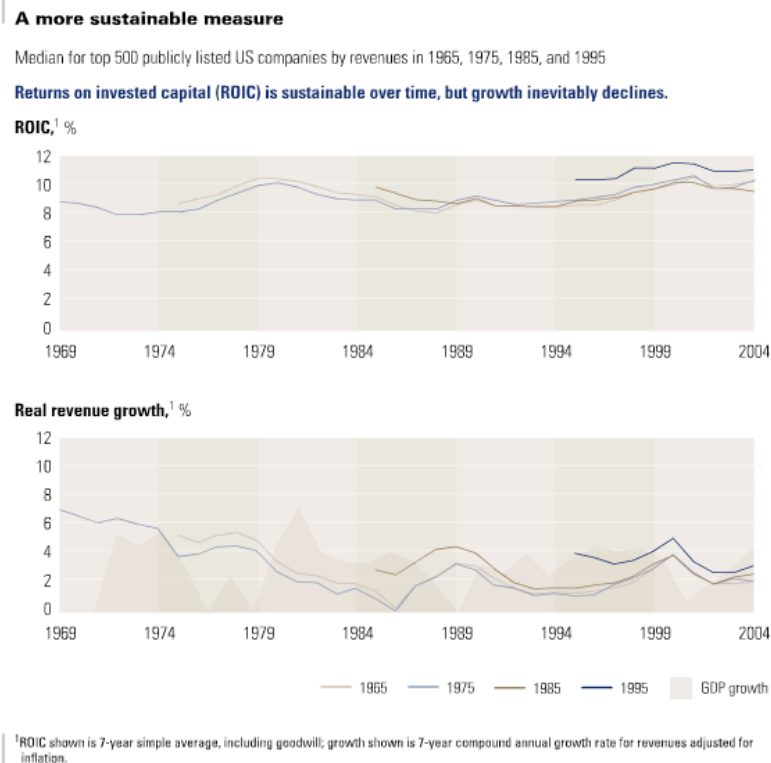 A more sustainable measure
Median for top 500 publicly listed US companies by revenues in 1965, 1975, 1985, and 1995
Returns on invested capital (ROIC) is sustainable over time, but growth inevitably declines.
ROIC,¹ %
12
10
8
6
4
2
0
1969 1974 1979 1984 1989 1994 1999 2004
Real revenue growth,¹ %
12
10
8
6
4
2
0
1969 1974 1979 1984 1989 1994 1999 2004
1965 1975 1985 1995 GDP growth
¹ROIC shown is 7-year simple average, including goodwill; growth shown is 7-year compound annual growth rate for revenues adjusted for
inflation.